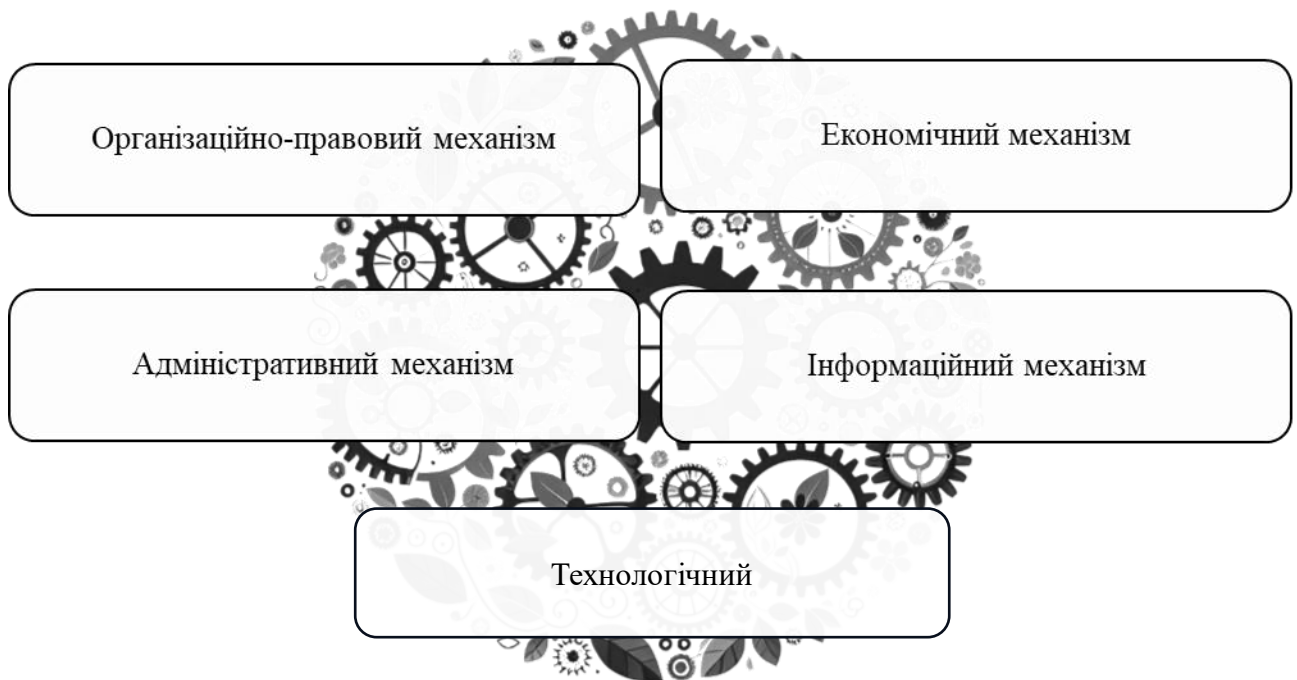 Організаційно-правовий механізм
Економічний механізм
Адміністративний механізм
Інформаційний механізм
Технологічний